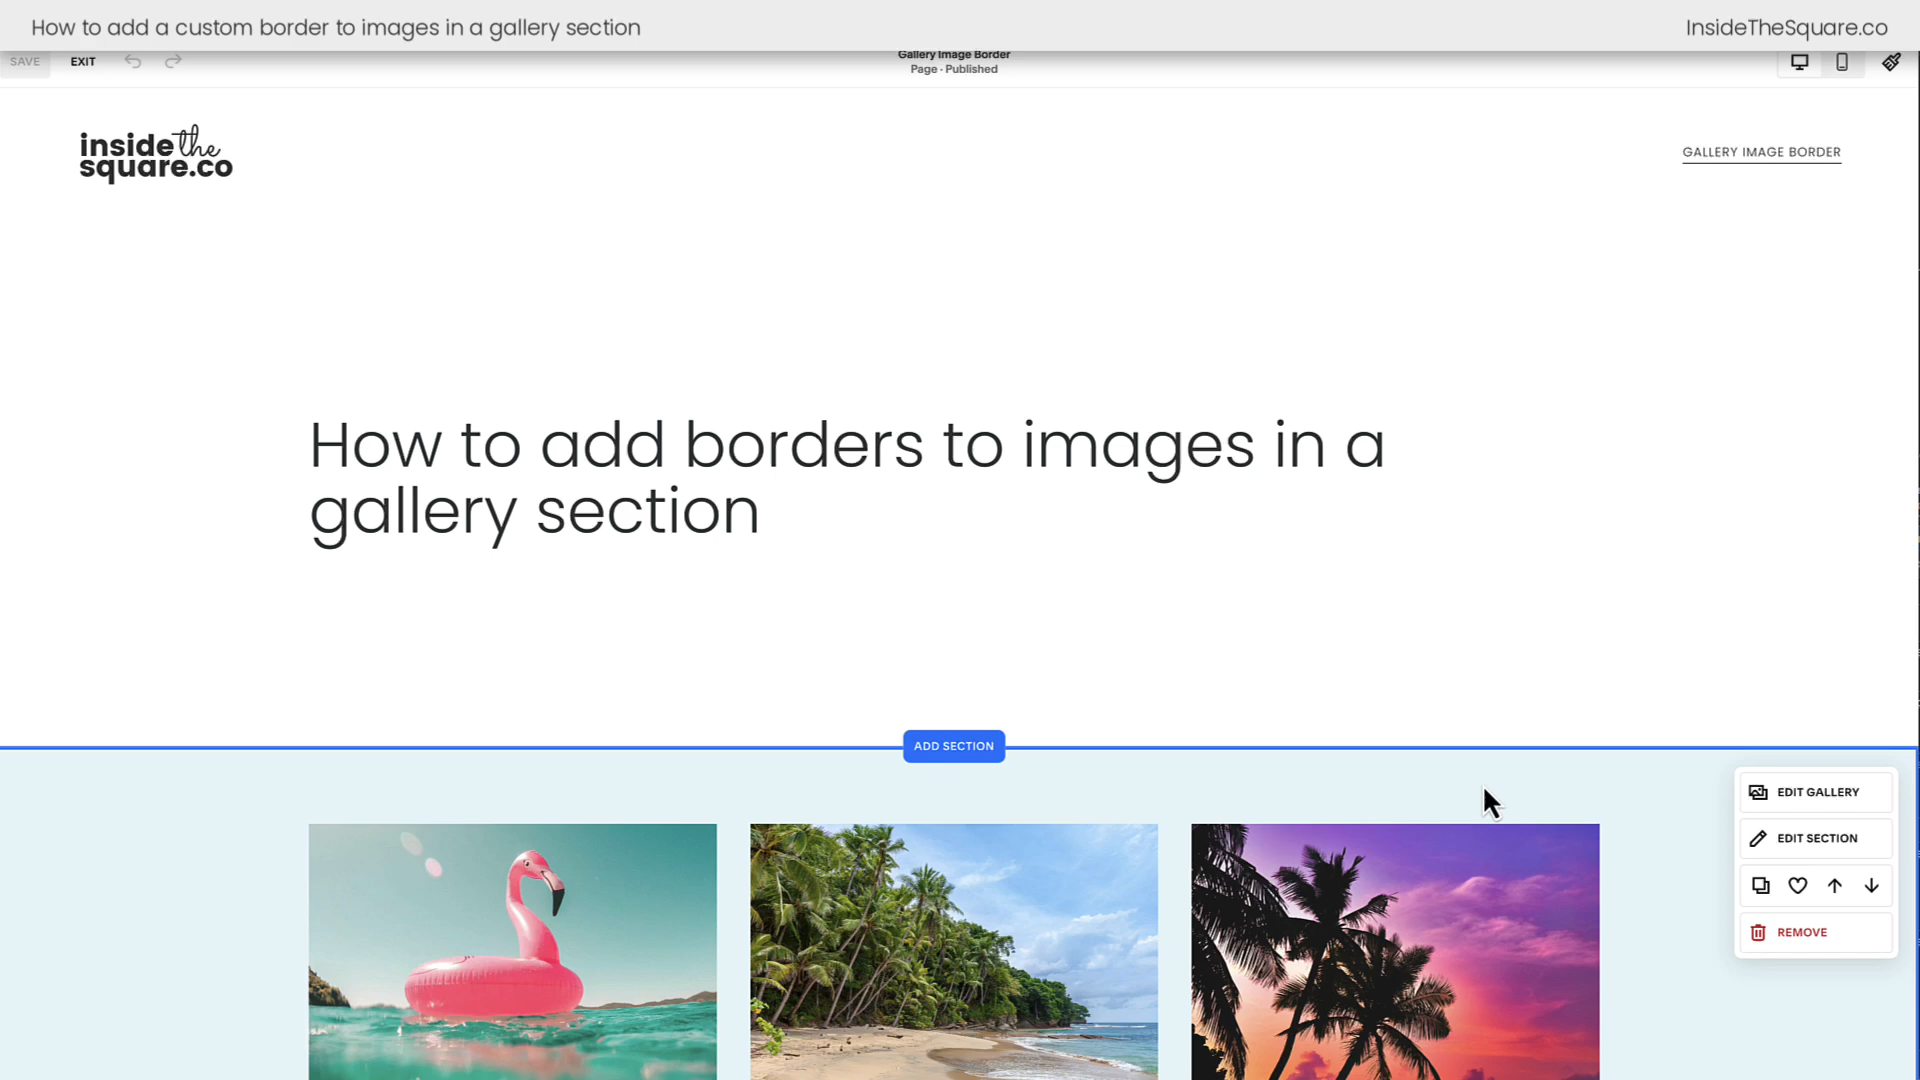 How to add a custom border to images in a gallery section
InsideTheSquare.co
SAVE
EXIT
Gallery Image Border
Page · Published
inside the
square.co
GALLERY IMAGE BORDER
How to add borders to images in a
gallery section
ADD SECTION
EDIT GALLERY
EDIT SECTION
REMOVE